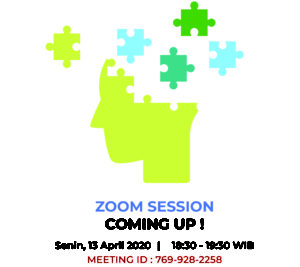 ZOOM SESSION
COMING UP !
Senin, 13 April 2020 | 18:30 - 19:30 WIB
MEETING ID : 769-928-2258